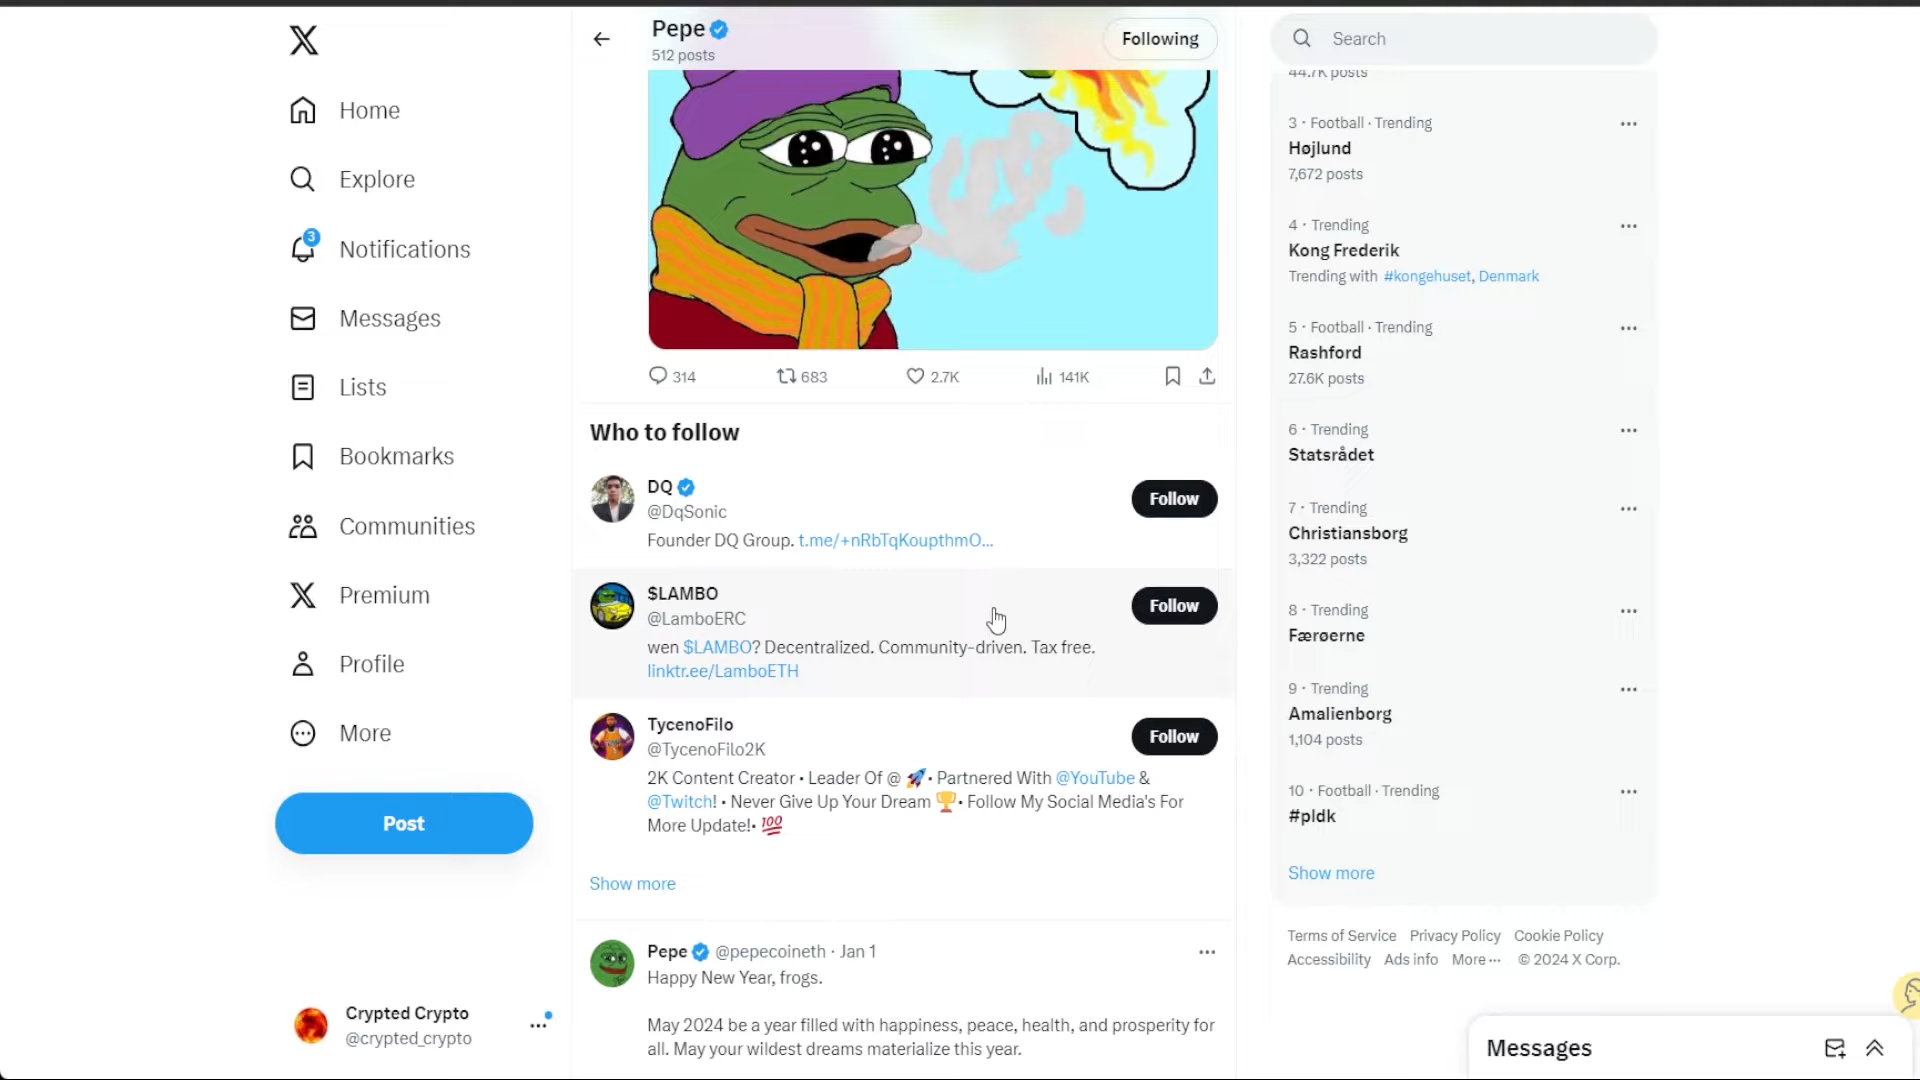 Home
Explore
3
Notifications
Messages
Lists
Bookmarks
Communities
Premium
Profile
More
Post
Crypted Crypto
@crypted_crypto
Pepe
512 posts
Following
314
683
2.7K
141K
Who to follow
DQ
@DqSonic
Follow
Founder DQ Group. t.me/+nRbTqKoupthmO...
$LAMBO
@LamboERC
Follow
wen $LAMBO? Decentralized. Community-driven. Tax free.
linktr.ee/LamboETH
TycenoFilo
@TycenoFilo2K
Follow
2K Content Creator • Leader Of @ 🚀• Partnered With @YouTube &
@Twitch! • Never Give Up Your Dream 🏆• Follow My Social Media's For
More Update!• 💯
Show more
Pepe @pepecoineth · Jan 1
Happy New Year, frogs.
May 2024 be a year filled with happiness, peace, health, and prosperity for
all. May your wildest dreams materialize this year.
Search
44.7K posts
3 · Football · Trending
Højlund
7,672 posts
4 · Trending
Kong Frederik
Trending with #kongehuset, Denmark
5 · Football · Trending
Rashford
27.6K posts
6 · Trending
Statsrådet
7 · Trending
Christiansborg
3,322 posts
8 · Trending
Færøerne
9 · Trending
Amalienborg
1,104 posts
10 · Football · Trending
#pldk
Show more
Terms of Service Privacy Policy Cookie Policy
Accessibility Ads info More ··· © 2024 X Corp.
Messages